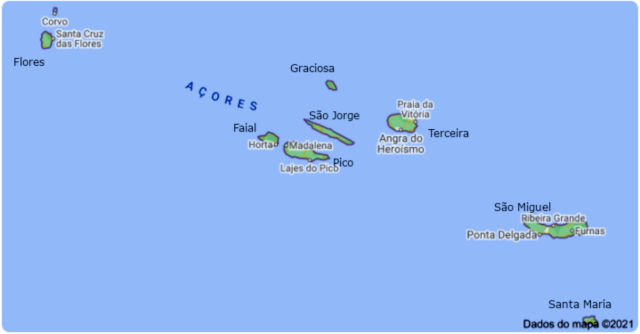 Corvo
Santa Cruz
das Flores
Flores
Graciosa
AÇORES
São Jorge
Praia da
Vitória
Faial
Terceira
Horta
Madalena
Angra do
Heroísmo
Pico
Lajes do Pico
São Miguel
Ribeira Grande
Ponta Delgada
Furnas
Santa Maria
Dados do mapa ©2021